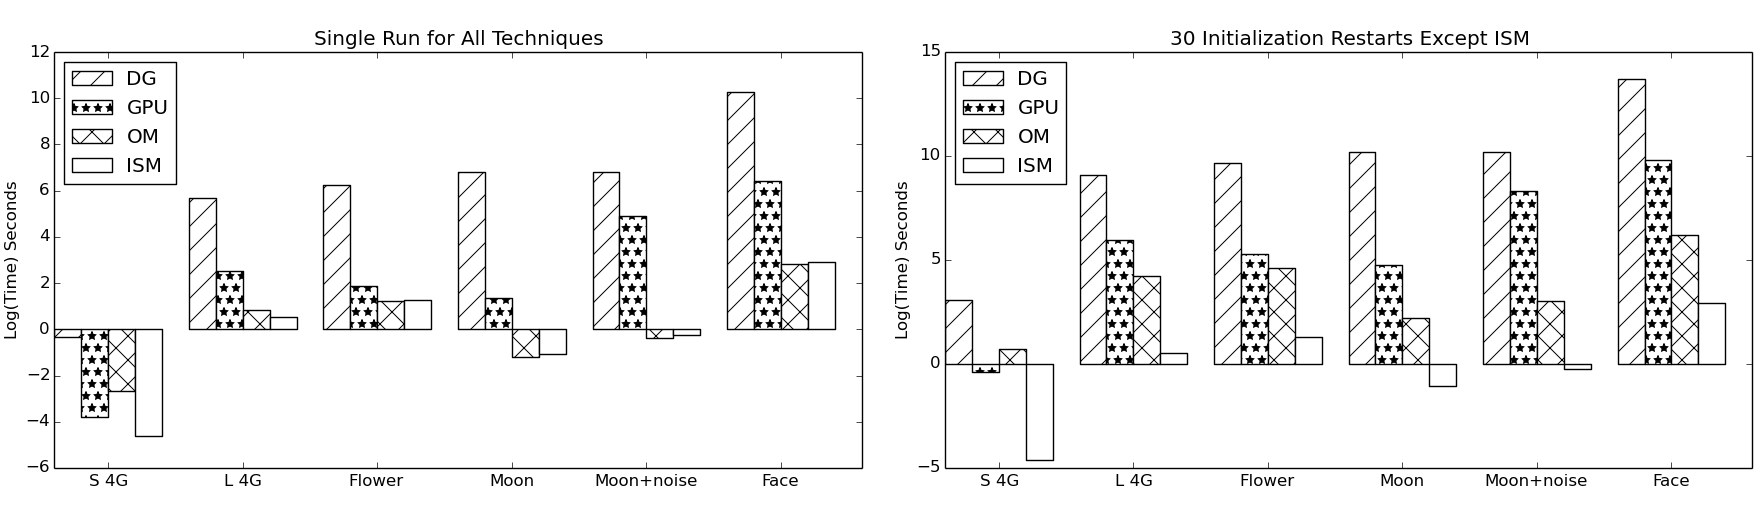 Single Run for All Techniques
12
10
8
6
4
2
0
−2
−4
−6
Log(Time) Seconds
DG
GPU
OM
ISM
S 4G
L 4G
Flower
Moon
Moon+noise
Face
30 Initialization Restarts Except ISM
15
10
5
0
−5
Log(Time) Seconds
DG
GPU
OM
ISM
S 4G
L 4G
Flower
Moon
Moon+noise
Face